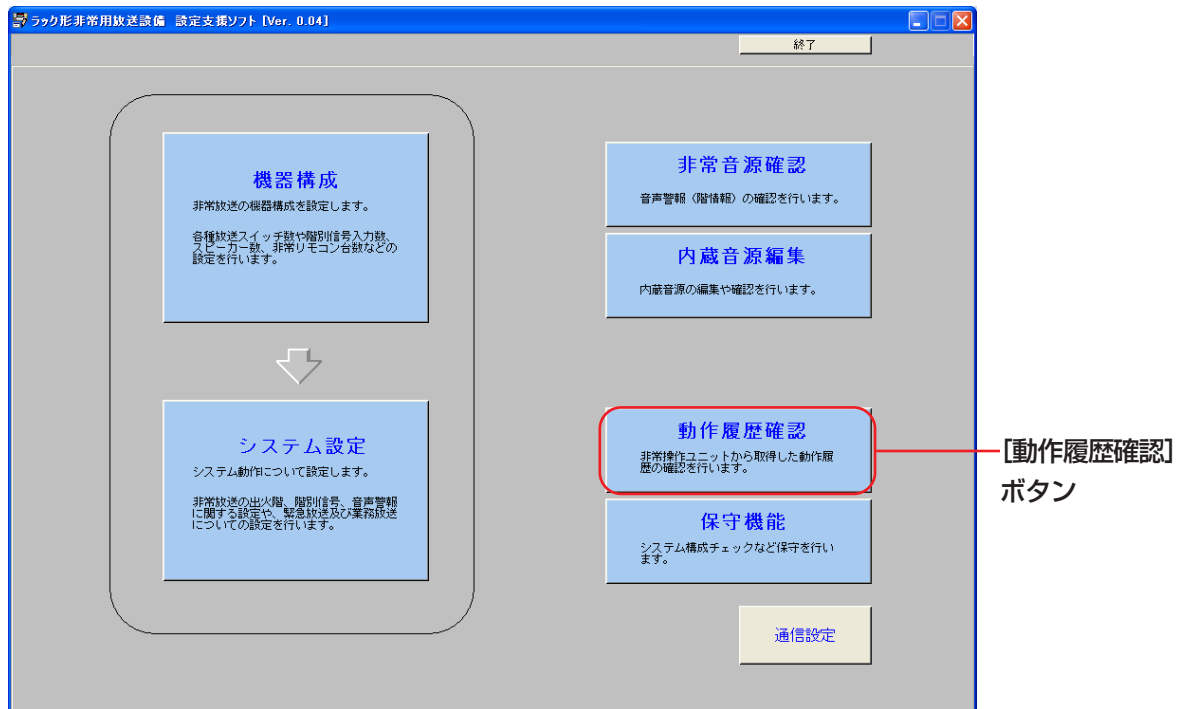 ラック形非常用放送設備 設定支援ソフト [Ver. 0.04]
終了
機器構成
非常放送の機器構成を設定します。
各種放送スイッチ数や階別信号入力数、
スピーカー数、非常リモコン台数などの
設定を行います。
システム設定
システム動作について設定します。
非常放送の出火階、階別信号、音声警報
に関する設定や、緊急放送及び業務放送
についての設定を行います。
非常音源確認
音声警報（階情報）の確認を行います。
内蔵音源編集
内蔵音源の編集や確認を行います。
動作履歴確認
非常操作ユニットから取得した動作履
歴の確認を行います。
保守機能
システム構成チェックなど保守を行い
ます。
通信設定
[動作履歴確認]
ボタン